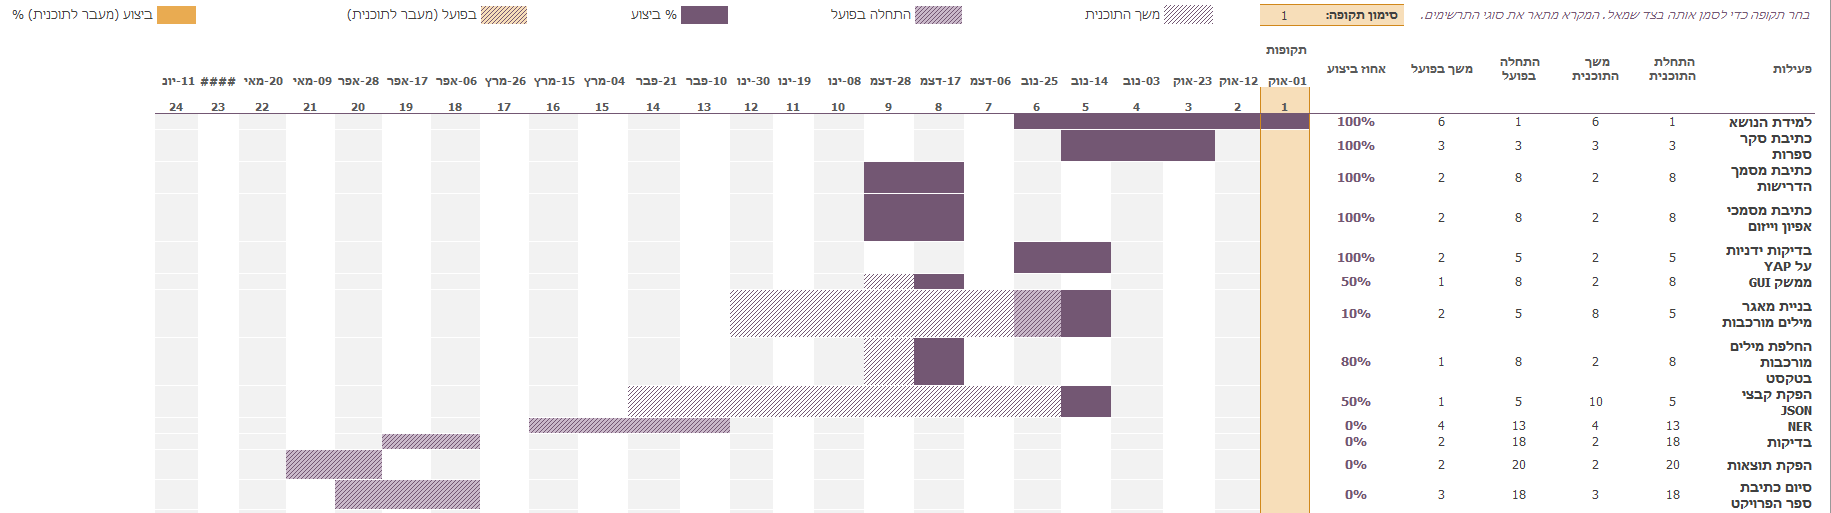 בחר תקופה כדי לסמן אותה בצד שמאל. המקרא מתאר את סוגי התרשימים. סימון תקופה: 1 משך התוכנית התחלה בפועל % ביצוע בפועל (מעבר לתוכנית) ביצוע (מעבר לתוכנית) %
תקופות
פעילות התחלת התוכנית משך התוכנית התחלה בפועל משך בפועל אחוז ביצוע 01-אוק 12-אוק 23-אוק 03-נוב 14-נוב 25-נוב 06-דצמ 17-דצמ 28-דצמ 08-ינו 19-ינו 30-ינו 10-פבר 21-פבר 04-מרץ 15-מרץ 26-מרץ 06-אפר 17-אפר 28-אפר 09-מאי 20-מאי #### 11-יונ
1 2 3 4 5 6 7 8 9 10 11 12 13 14 15 16 17 18 19 20 21 22 23 24
למידת הנושא 1 6 1 6 100%
כתיבת סקר
ספרות 3 3 3 3 100%
כתיבת מסמך
הדרישות 8 2 8 2 100%
כתיבת מסמכי
אפיון וייזום 8 2 8 2 100%
בדיקות ידניות
על YAP 5 2 5 2 100%
ממשק GUI 8 2 8 1 50%
בניית מאגר
מילים מורכבות 5 8 5 2 10%
החלפת מילים
מורכבות
בטקסט 8 2 8 1 80%
הפקת קבצי
JSON 5 10 5 1 50%
NER 13 4 13 4 0%
בדיקות 18 2 18 2 0%
הפקת תוצאות 20 2 20 2 0%
סיום כתיבת
ספר הפרויקט 18 3 18 3 0%